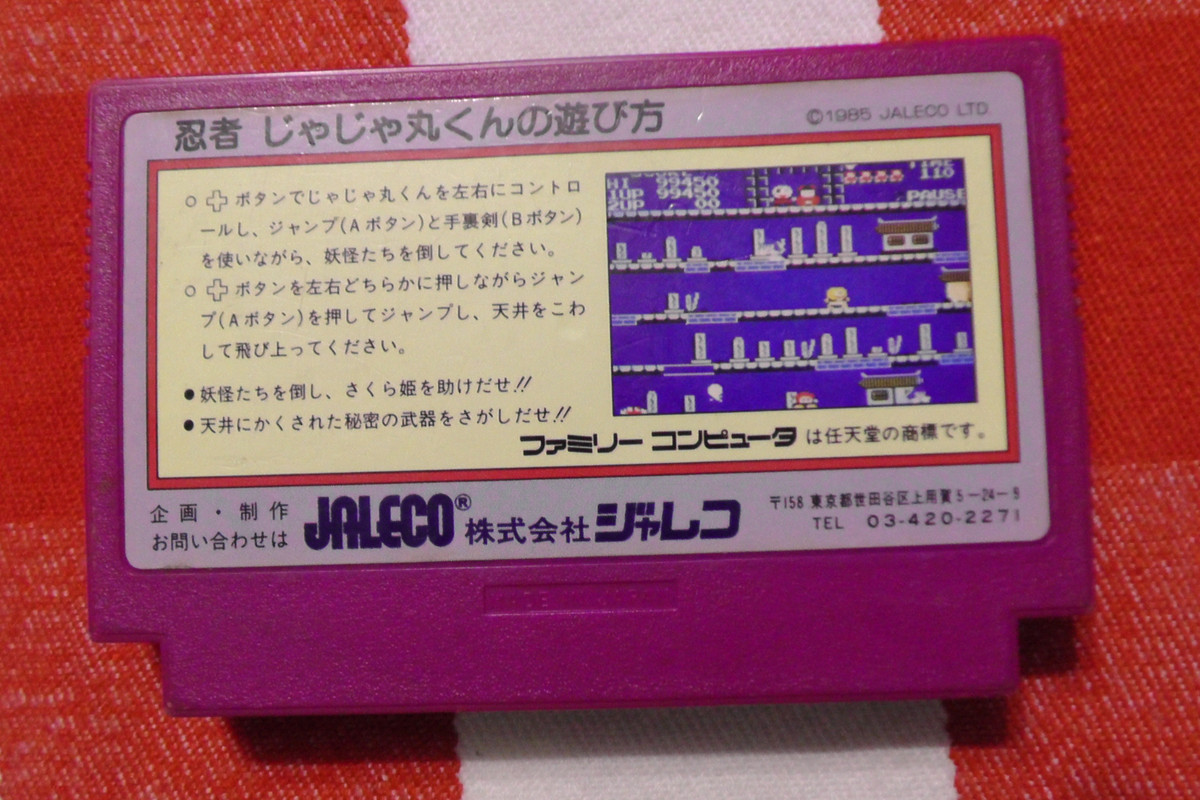 忍者 じゃじゃ丸くんの遊び方
©1985 JALECO LTD
○ ボタンでじゃじゃ丸くんを左右にコントロ
ールし、ジャンプ(Aボタン)と手裏剣(Bボタン)
を使いながら、妖怪たちを倒してください。
○ ボタンを左右どちらかに押しながらジャン
プ(Aボタン)を押してジャンプし、天井をこわ
して飛び上ってください。
●妖怪たちを倒し、さくら姫を助けだせ!!
●天井にかくされた秘密の武器をさがしだせ!!
HI 99450
1UP 99450
2UP 00
TIME
110
PAUSE
ファミリー コンピュータ は任天堂の商標です。
企画・制作
お問い合わせは
JALECO® 株式会社ジャレコ
〒158 東京都世田谷区上用賀5-24-9
TEL 03-420-2271